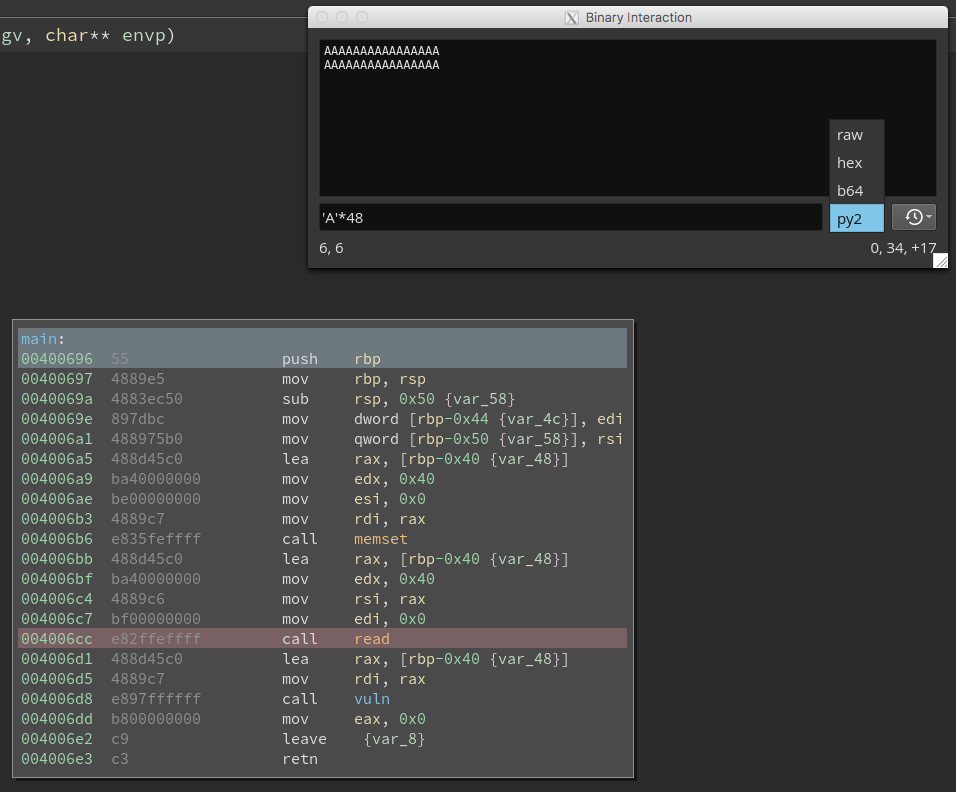 gv, char** envp)
Binary Interaction
AAAAAAAAAAAAAAAA
AAAAAAAAAAAAAAAA
raw
hex
b64
'A'*48 py2
6, 6 0, 34, +17
main:
00400696 55 push rbp
00400697 4889e5 mov rbp, rsp
0040069a 4883ec50 sub rsp, 0x50 {var_58}
0040069e 897dbc mov dword [rbp-0x44 {var_4c}], edi
004006a1 488975b0 mov qword [rbp-0x50 {var_58}], rsi
004006a5 488d45c0 lea rax, [rbp-0x40 {var_48}]
004006a9 ba40000000 mov edx, 0x40
004006ae be00000000 mov esi, 0x0
004006b3 4889c7 mov rdi, rax
004006b6 e835feffff call memset
004006bb 488d45c0 lea rax, [rbp-0x40 {var_48}]
004006bf ba40000000 mov edx, 0x40
004006c4 4889c6 mov rsi, rax
004006c7 bf00000000 mov edi, 0x0
004006cc e82ffeffff call read
004006d1 488d45c0 lea rax, [rbp-0x40 {var_48}]
004006d5 4889c7 mov rdi, rax
004006d8 e897ffffff call vuln
004006dd b800000000 mov eax, 0x0
004006e2 c9 leave {var_8}
004006e3 c3 retn